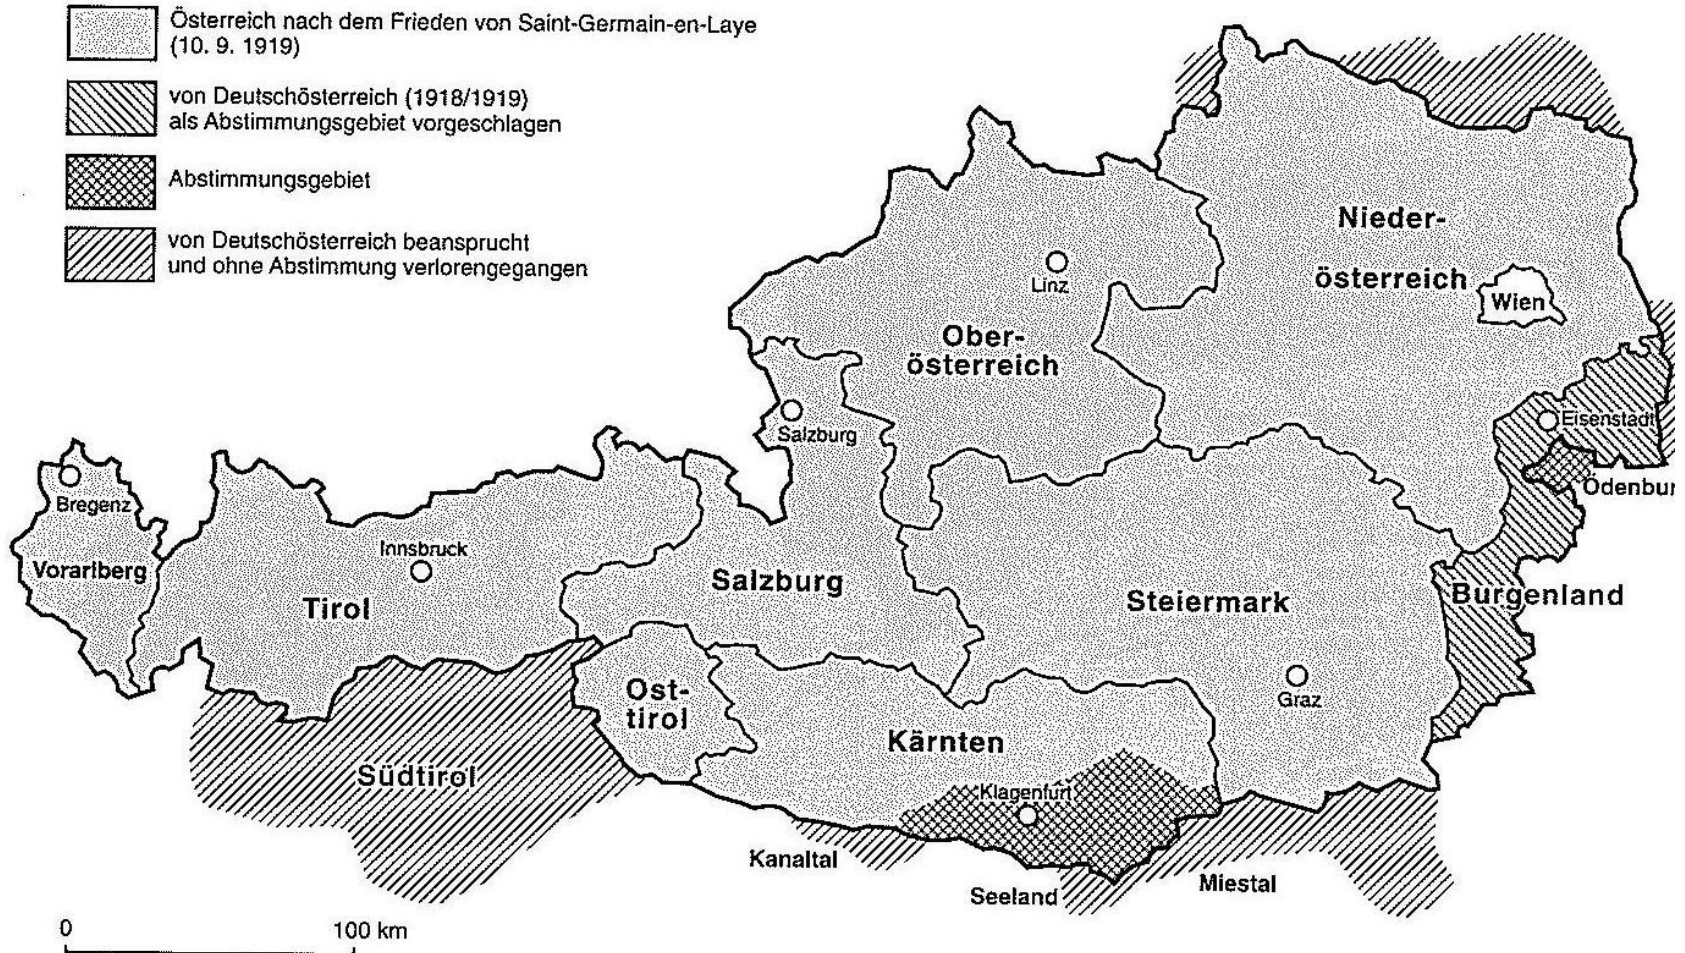 Österreich nach dem Frieden von Saint-Germain-en-Laye
(10. 9. 1919)
von Deutschösterreich (1918/1919)
als Abstimmungsgebiet vorgeschlagen
Abstimmungsgebiet
von Deutschösterreich beansprucht
und ohne Abstimmung verlorengegangen
Nieder-
österreich
Wien
Linz
Ober-
österreich
Salzburg
Eisenstadt
Ödenbur
Bregenz
Vorarlberg
Innsbruck
Tirol
Salzburg
Steiermark
Burgenland
Graz
Ost-
tirol
Kärnten
Südtirol
Klagenfurt
Kanaltal
Seeland
Miestal
0
100 km